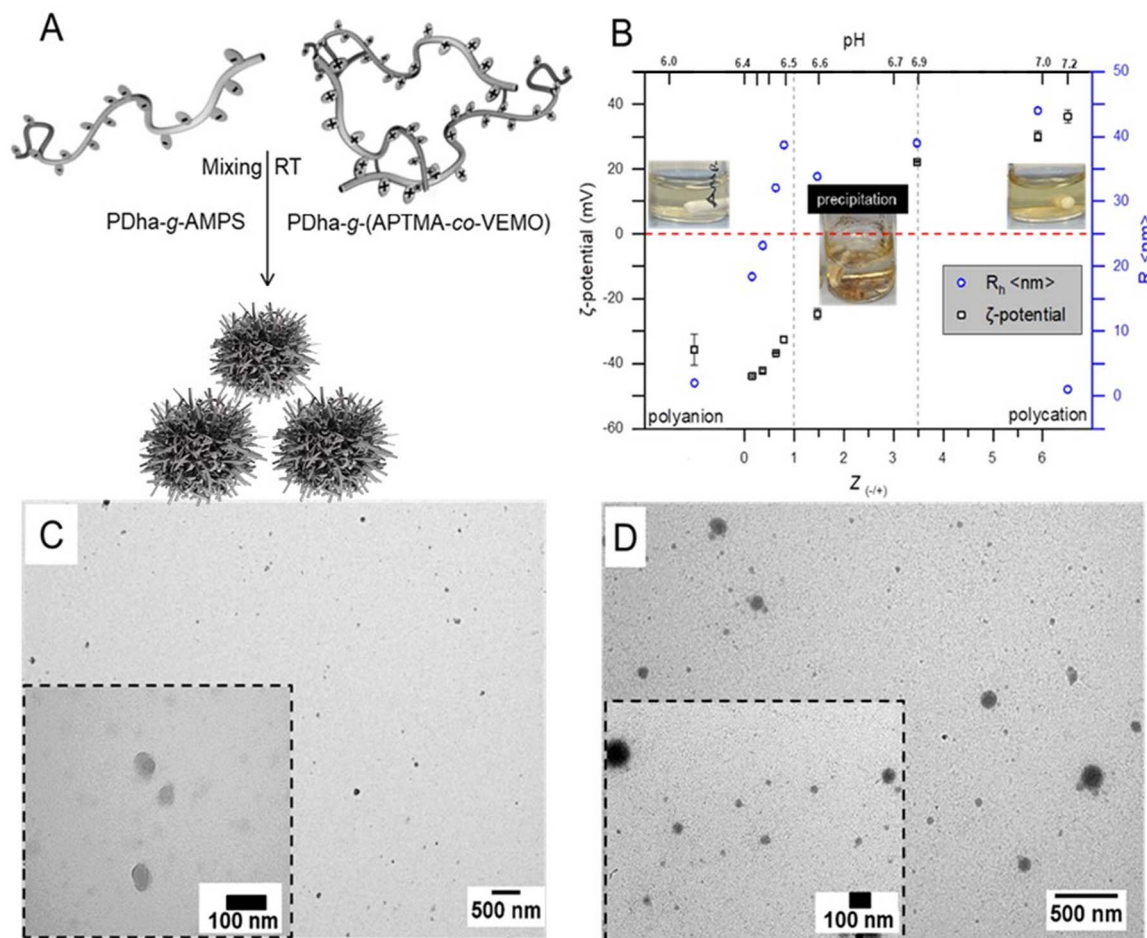 A
Mixing RT
PDha-g-AMPS
PDha-g-(APTMA-co-VEMO)
B
pH
6.0 6.4 6.5 6.6 6.7 6.9 7.0 7.2
ζ-potential (mV)
40
20
0
-20
-40
-60
50
40
30
20
10
0
precipitation
R_h <nm>
ζ-potential
polyanion
polycation
0 1 2 3 4 5 6
Z (-/+)
C
100 nm
500 nm
D
100 nm
500 nm